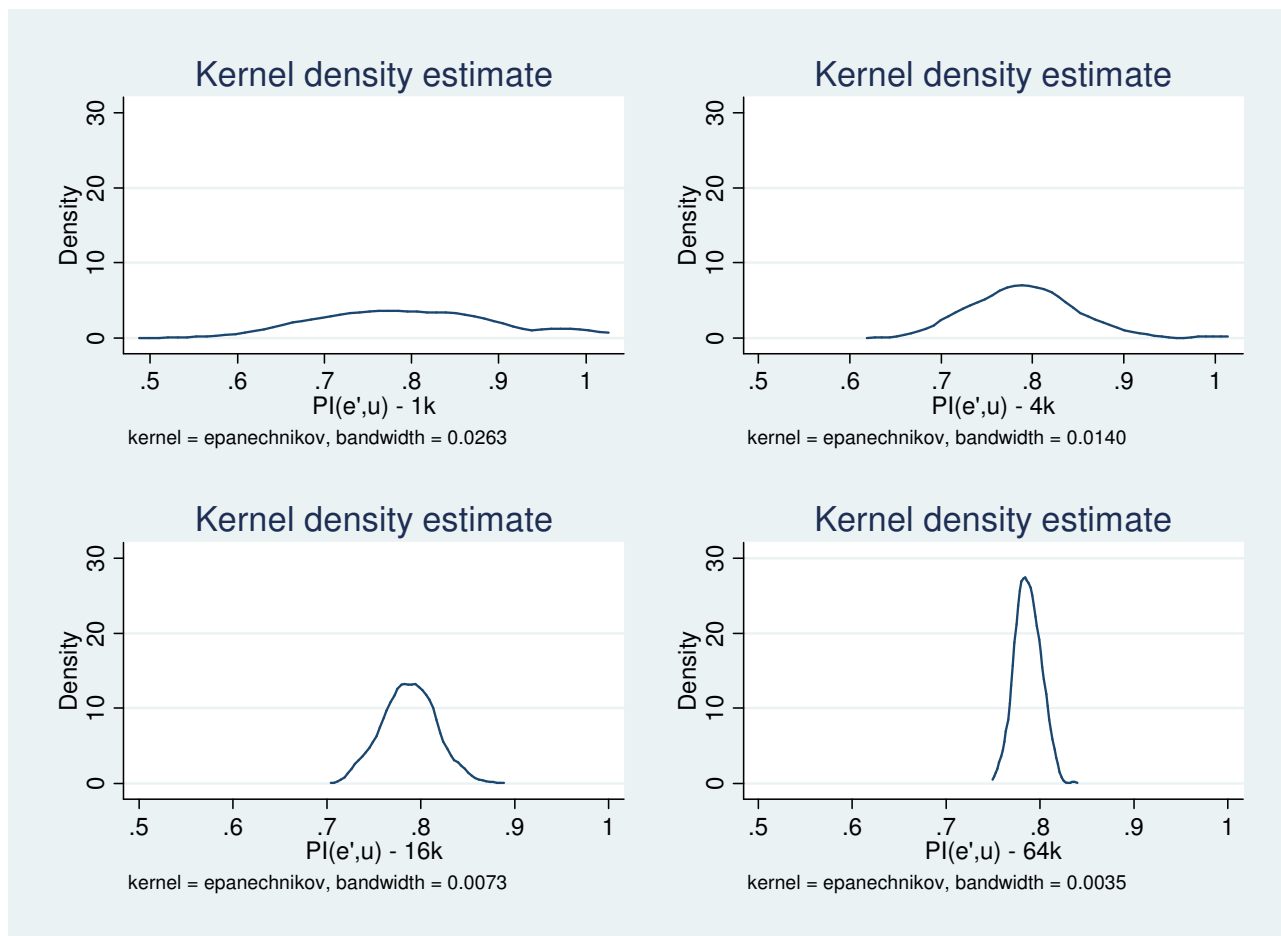 Kernel density estimate
30
20
10
0
Density
.5 .6 .7 .8 .9 1
PI(e',u) - 1k
kernel = epanechnikov, bandwidth = 0.0263
Kernel density estimate
30
20
10
0
Density
.5 .6 .7 .8 .9 1
PI(e',u) - 4k
kernel = epanechnikov, bandwidth = 0.0140
Kernel density estimate
30
20
10
0
Density
.5 .6 .7 .8 .9 1
PI(e',u) - 16k
kernel = epanechnikov, bandwidth = 0.0073
Kernel density estimate
30
20
10
0
Density
.5 .6 .7 .8 .9 1
PI(e',u) - 64k
kernel = epanechnikov, bandwidth = 0.0035